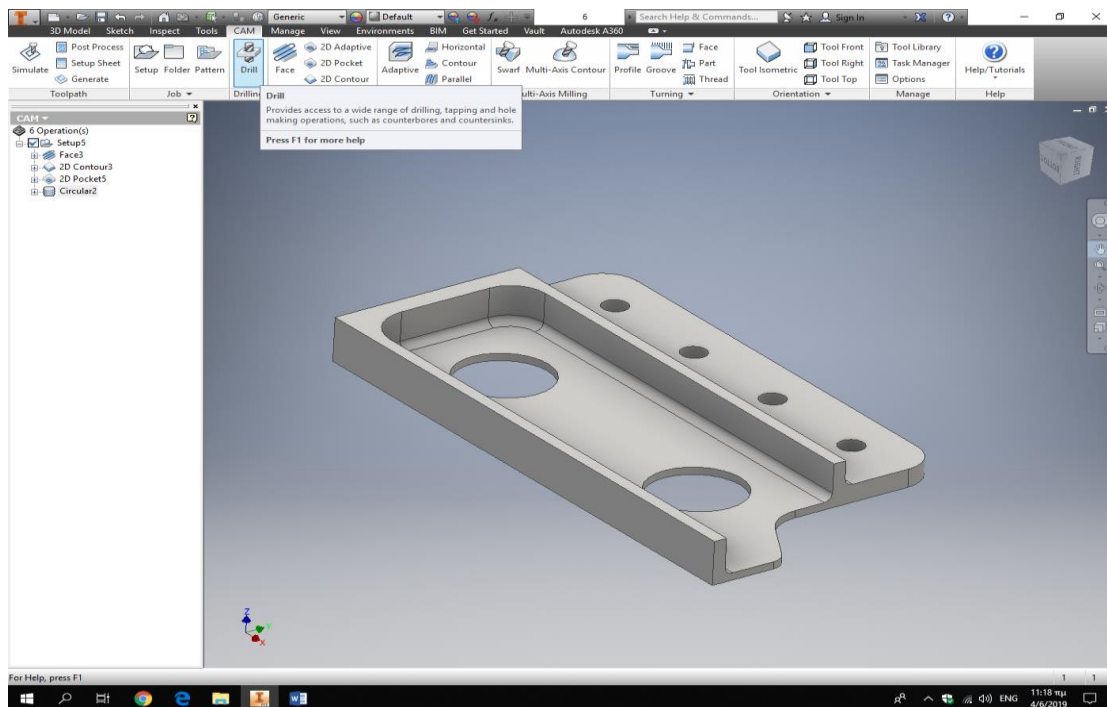 Generic
Default
6
Search Help & Commands...
Sign In
3D Model Sketch Inspect Tools CAM Manage View Environments BIM Get Started Vault Autodesk A360
Simulate
Post Process
Setup Sheet
Generate
Toolpath
Setup Folder Pattern
Job
Drill
Drilling
Face
2D Adaptive
2D Pocket
2D Contour
Adaptive
Horizontal
Contour
Parallel
Swarf Multi-Axis Contour
ulti-Axis Milling
Profile Groove
Face
Part
Thread
Turning
Tool Isometric
Tool Front
Tool Right
Tool Top
Orientation
Tool Library
Task Manager
Options
Manage
Help/Tutorials
Help
Drill
Provides access to a wide range of drilling, tapping and hole
making operations, such as counterbores and countersinks.
Press F1 for more help
CAM
6 Operation(s)
Setup5
Face3
2D Contour3
2D Pocket5
Circular2
Z
Y
X
For Help, press F1
1 1
ENG
11:18 πμ
4/6/2019